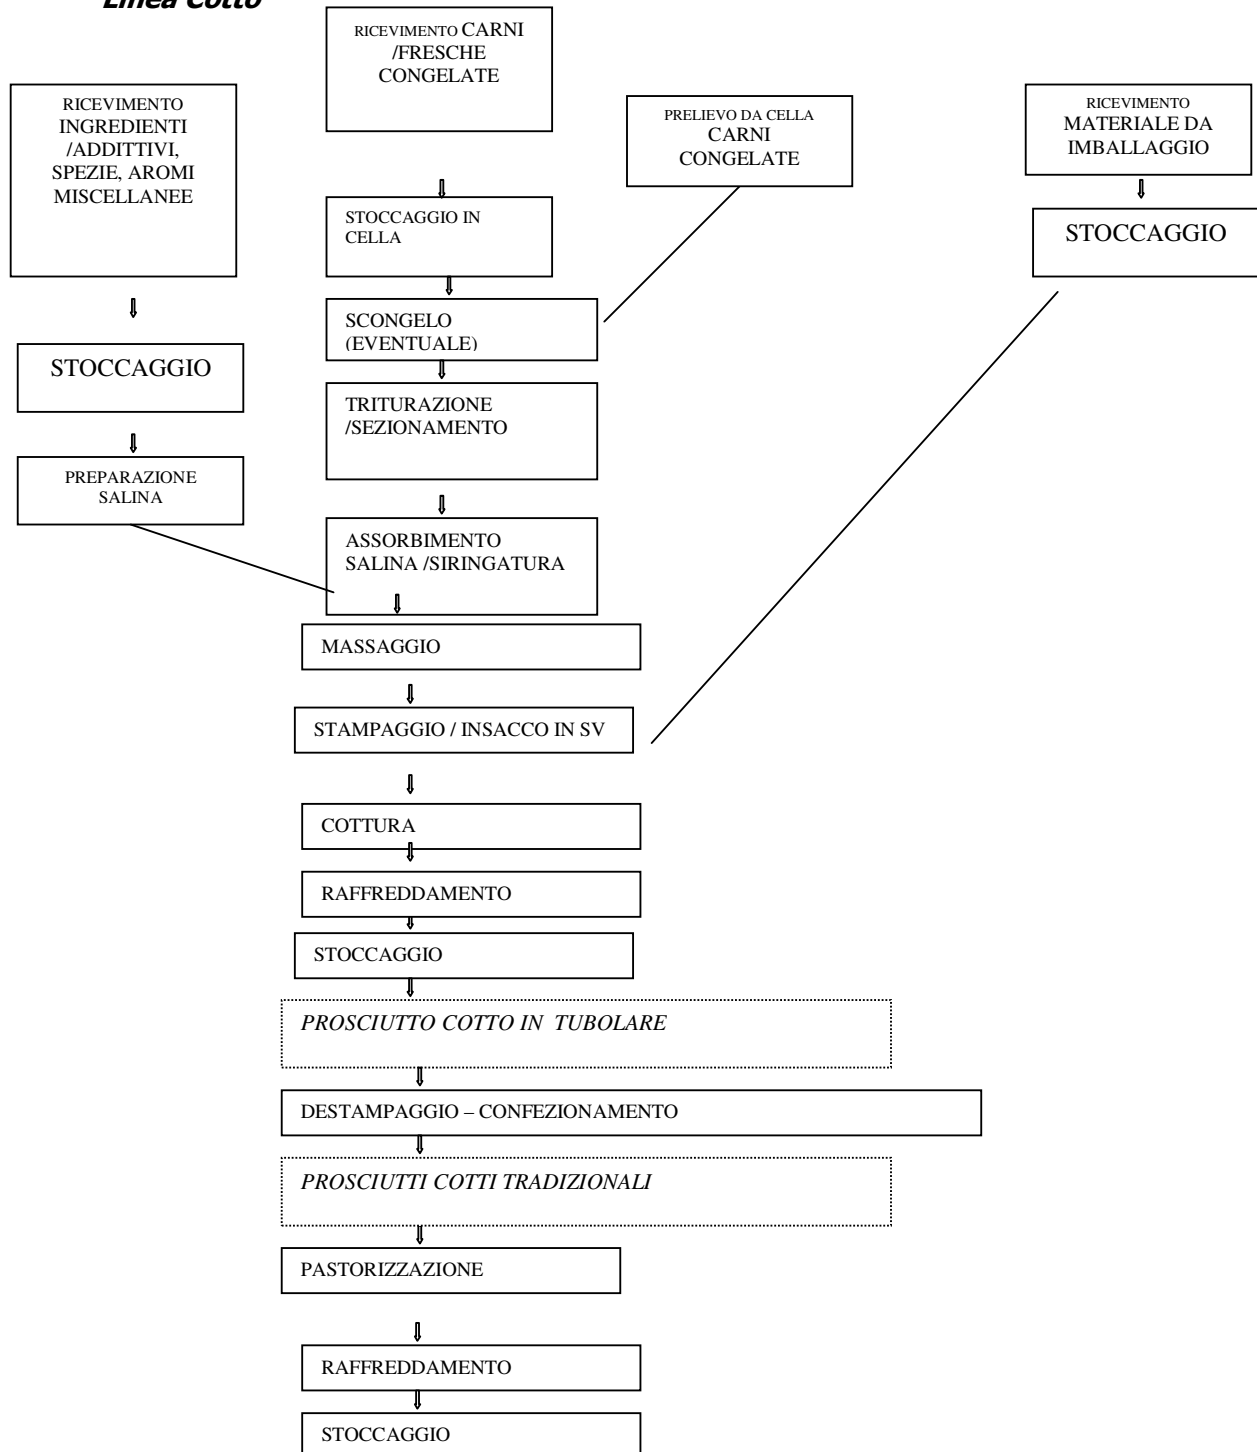 Linea Cotto
RICEVIMENTO CARNI
/FRESCHE
CONGELATE
RICEVIMENTO
INGREDIENTI
/ADDITTIVI,
SPEZIE, AROMI
MISCELLANEE
PRELIEVO DA CELLA
CARNI
CONGELATE
RICEVIMENTO
MATERIALE DA
IMBALLAGGIO
STOCCAGGIO IN
CELLA
STOCCAGGIO
SCONGELO
(EVENTUALE)
STOCCAGGIO
TRITURAZIONE
/SEZIONAMENTO
PREPARAZIONE
SALINA
ASSORBIMENTO
SALINA /SIRINGATURA
MASSAGGIO
STAMPAGGIO / INSACCO IN SV
COTTURA
RAFFREDDAMENTO
STOCCAGGIO
PROSCIUTTO COTTO IN  TUBOLARE
DESTAMPAGGIO – CONFEZIONAMENTO
PROSCIUTTI COTTI TRADIZIONALI
PASTORIZZAZIONE
RAFFREDDAMENTO
STOCCAGGIO